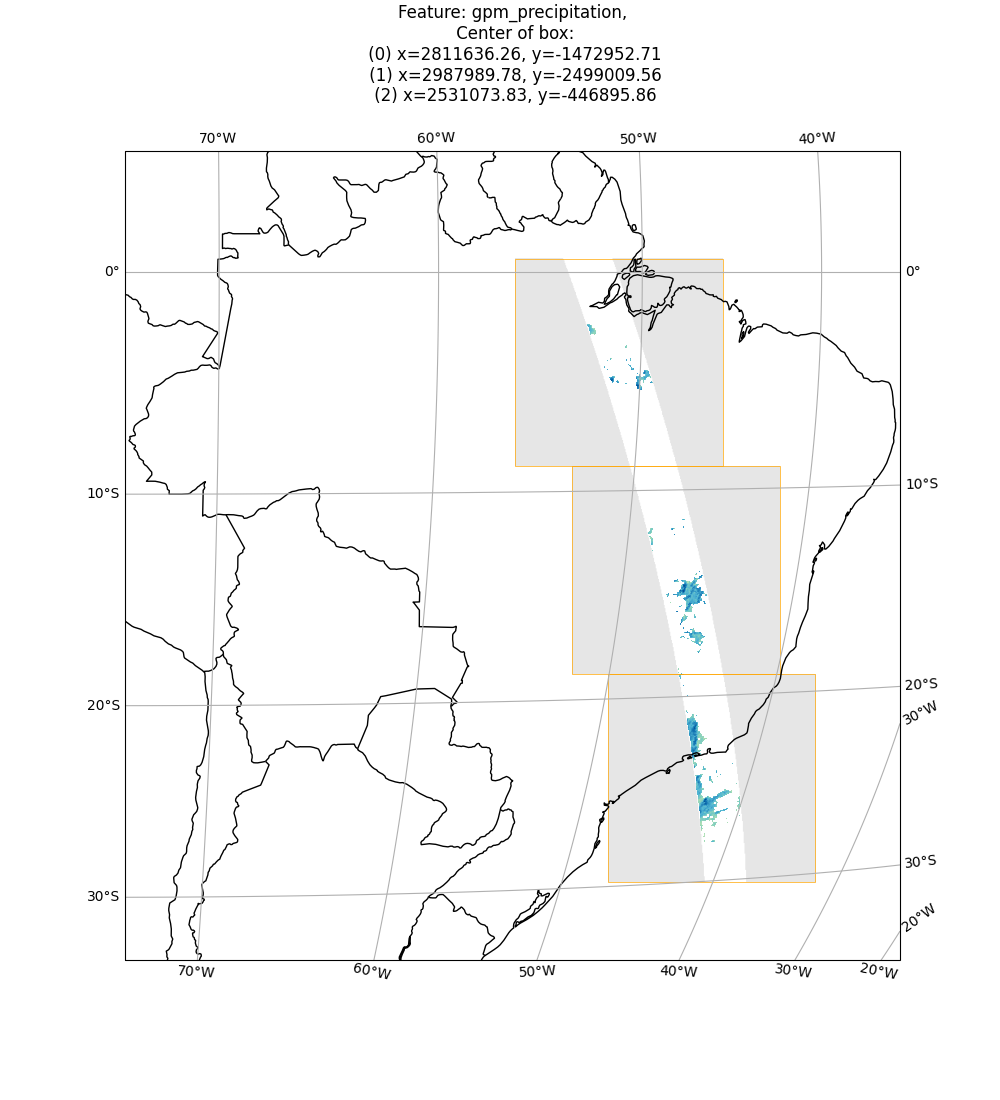 Feature: gpm_precipitation,
Center of box:
(0) x=2811636.26, y=-1472952.71
(1) x=2987989.78, y=-2499009.56
(2) x=2531073.83, y=-446895.86
70°W 60°W 50°W 40°W
0° 0°
10°S 10°S
20°S 20°S
30°W
30°S 30°S
20°W
70°W 60°W 50°W 40°W 30°W 20°W